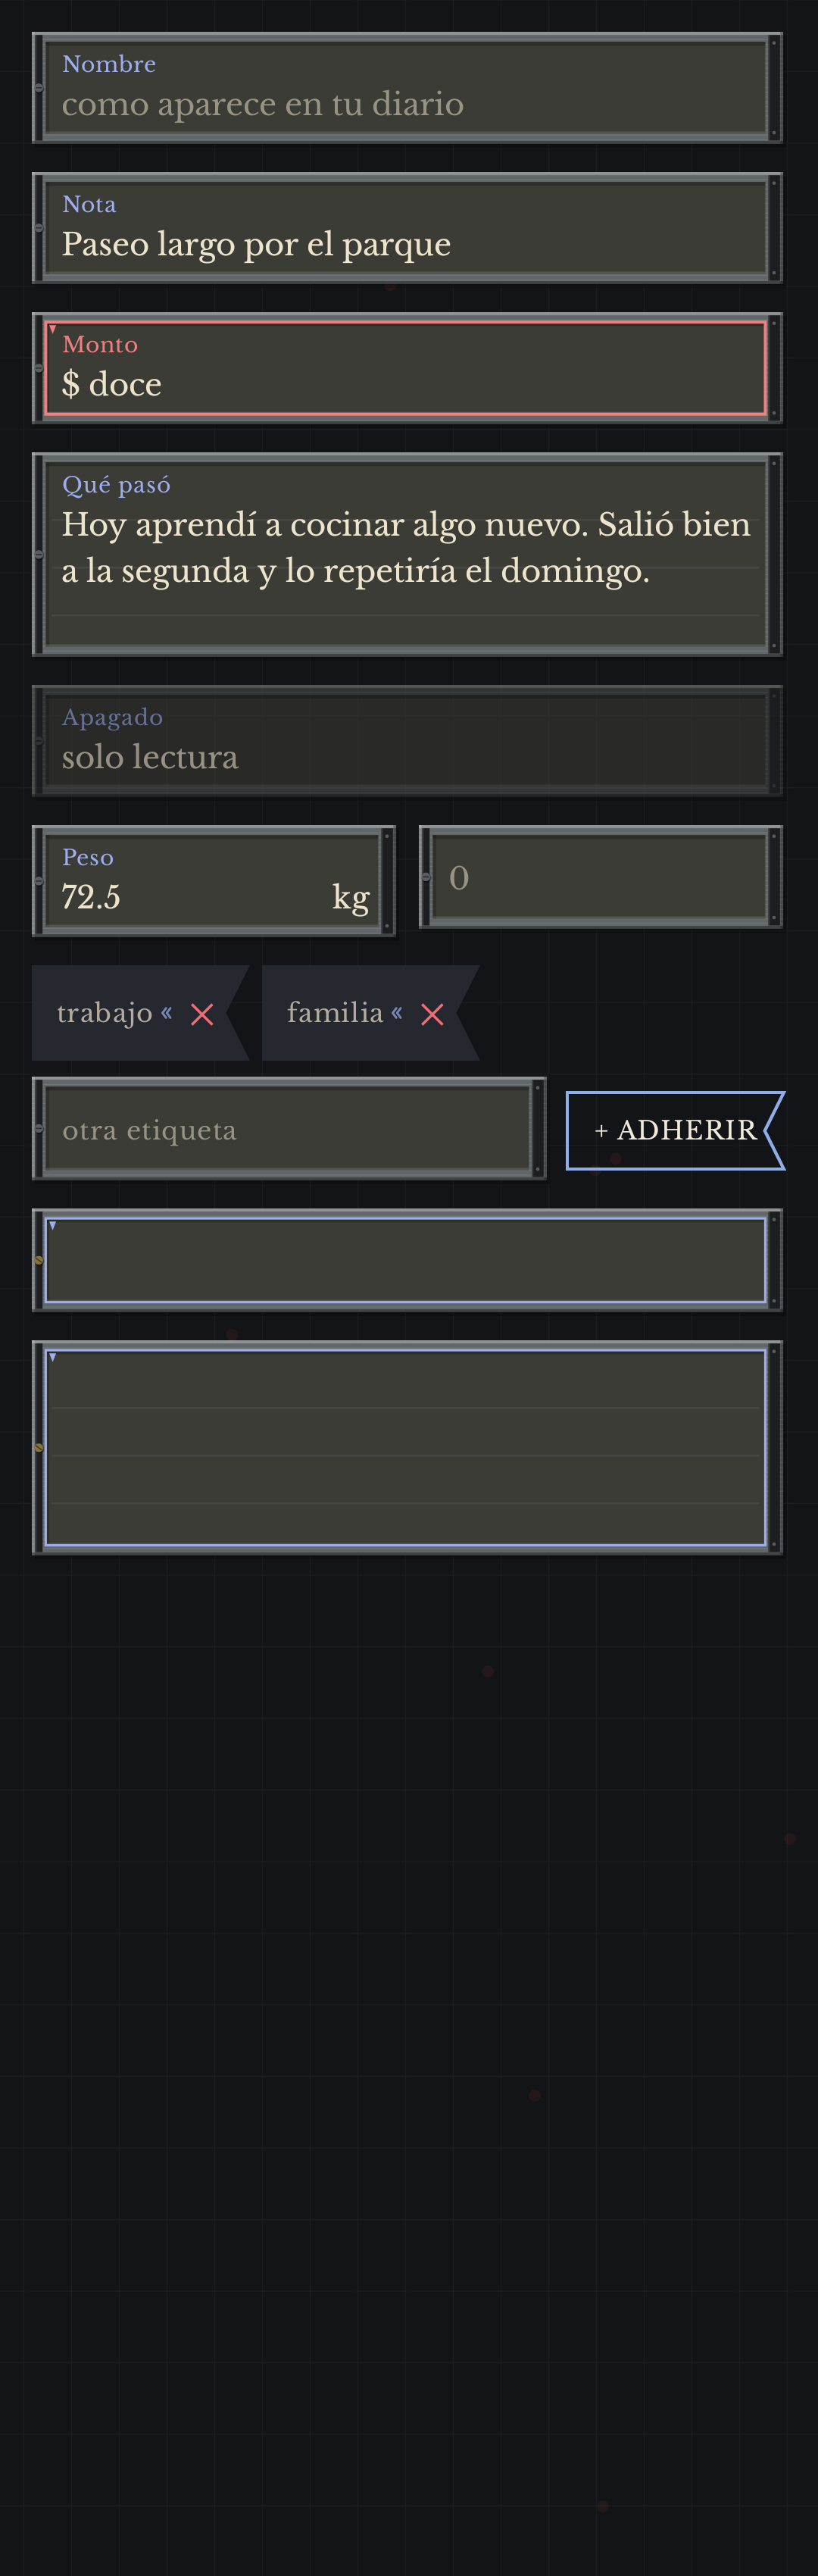 Nombre
como aparece en tu diario
Nota
Paseo largo por el parque
Monto
$ doce
Qué pasó
Hoy aprendí a cocinar algo nuevo. Salió bien
a la segunda y lo repetiría el domingo.
Apagado
solo lectura
Peso
72.5 kg
0
trabajo « ×
familia « ×
otra etiqueta
+ ADHERIR